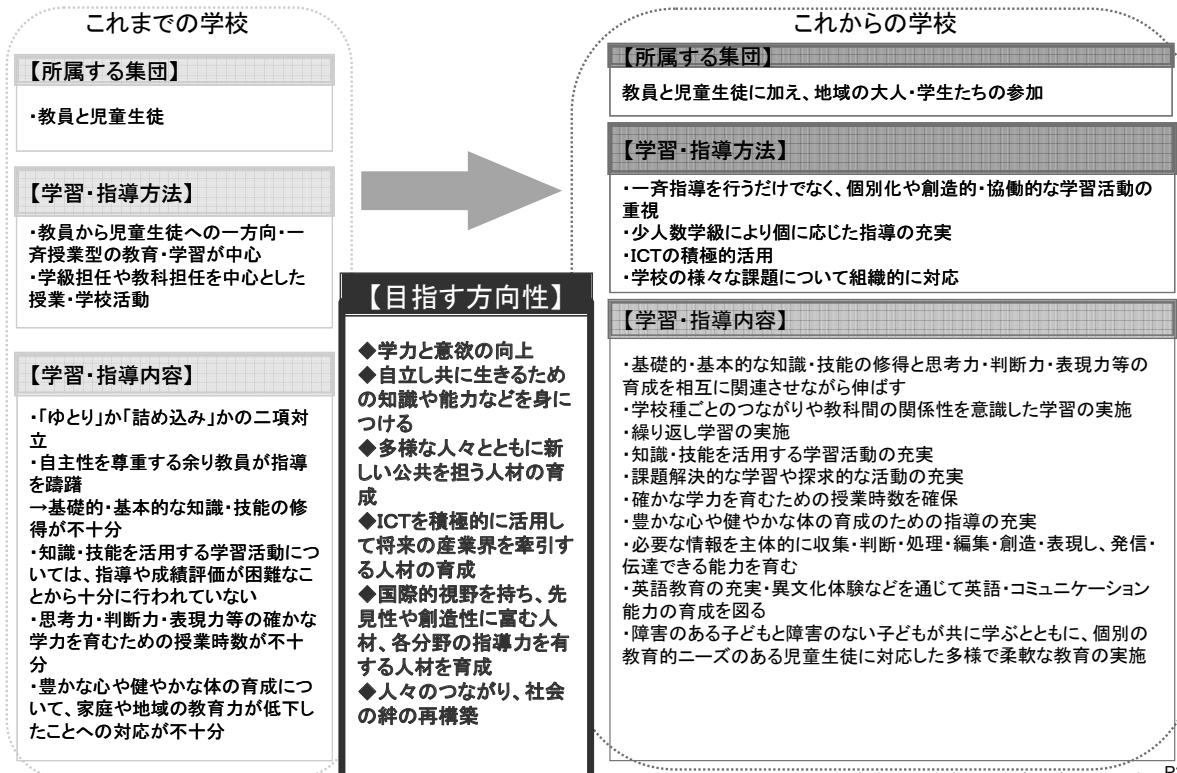 これまでの学校
【所属する集団】
・教員と児童生徒
【学習・指導方法】
・教員から児童生徒への一方向・一
斉授業型の教育・学習が中心
・学級担任や教科担任を中心とした
授業・学校活動
【学習・指導内容】
・「ゆとり」か「詰め込み」かの二項対
立
・自主性を尊重する余り教員が指導
を躊躇
→基礎的・基本的な知識・技能の修
得が不十分
・知識・技能を活用する学習活動につ
いては、指導や成績評価が困難なこ
とから十分に行われていない
・思考力・判断力・表現力等の確かな
学力を育むための授業時数が不十
分
・豊かな心や健やかな体の育成につ
いて、家庭や地域の教育力が低下し
たことへの対応が不十分
【目指す方向性】
◆学力と意欲の向上
◆自立し共に生きるため
の知識や能力などを身に
つける
◆多様な人々とともに新
しい公共を担う人材の育
成
◆ICTを積極的に活用し
て将来の産業界を牽引す
る人材の育成
◆国際的視野を持ち、先
見性や創造性に富む人
材、各分野の指導力を有
する人材を育成
◆人々のつながり、社会
の絆の再構築
これからの学校
【所属する集団】
教員と児童生徒に加え、地域の大人・学生たちの参加
【学習・指導方法】
・一斉指導を行うだけでなく、個別化や創造的・協働的な学習活動の
重視
・少人数学級により個に応じた指導の充実
・ICTの積極的活用
・学校の様々な課題について組織的に対応
【学習・指導内容】
・基礎的・基本的な知識・技能の修得と思考力・判断力・表現力等の
育成を相互に関連させながら伸ばす
・学校種ごとのつながりや教科間の関係性を意識した学習の実施
・繰り返し学習の実施
・知識・技能を活用する学習活動の充実
・課題解決的な学習や探求的な活動の充実
・確かな学力を育むための授業時数を確保
・豊かな心や健やかな体の育成のための指導の充実
・必要な情報を主体的に収集・判断・処理・編集・創造・表現し、発信・
伝達できる能力を育む
・英語教育の充実・異文化体験などを通じて英語・コミュニケーション
能力の育成を図る
・障害のある子どもと障害のない子どもが共に学ぶとともに、個別の
教育的ニーズのある児童生徒に対応した多様で柔軟な教育の実施